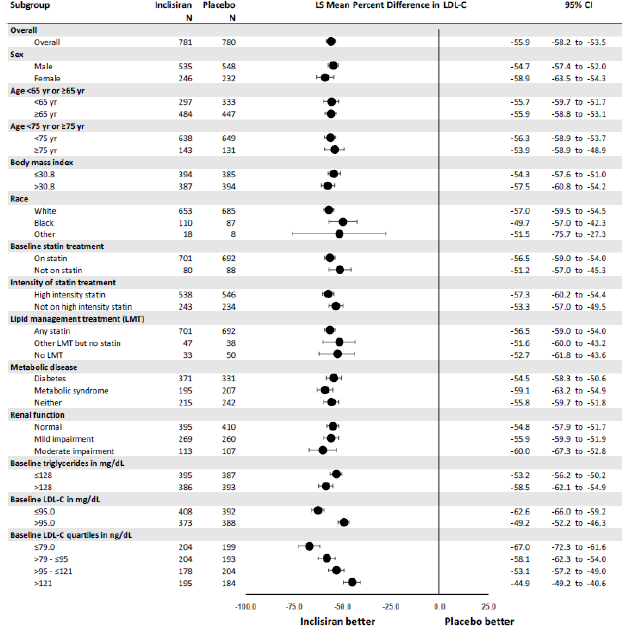 Subgroup Inclisiran Placebo LS Mean Percent Difference in LDL-C 95% CI
N N
Overall
Overall 781 780 -55.9 -58.2 to -53.5
Sex
Male 535 548 -54.7 -57.4 to -52.0
Female 246 232 -58.9 -63.5 to -54.3
Age <65 yr or ≥65 yr
<65 yr 297 333 -55.7 -59.7 to -51.7
≥65 yr 484 447 -55.9 -58.8 to -53.1
Age <75 yr or ≥75 yr
<75 yr 638 649 -56.3 -58.9 to -53.7
≥75 yr 143 131 -53.9 -58.9 to -48.9
Body mass index
≤30.8 394 385 -54.3 -57.6 to -51.0
>30.8 387 394 -57.5 -60.8 to -54.2
Race
White 653 685 -57.0 -59.5 to -54.5
Black 110 87 -49.7 -57.0 to -42.3
Other 18 8 -51.5 -75.7 to -27.3
Baseline statin treatment
On statin 701 692 -56.5 -59.0 to -54.0
Not on statin 80 88 -51.2 -57.0 to -45.3
Intensity of statin treatment
High intensity statin 538 546 -57.3 -60.2 to -54.4
Not on high intensity statin 243 234 -53.3 -57.0 to -49.5
Lipid management treatment (LMT)
Any statin 701 692 -56.5 -59.0 to -54.0
Other LMT but no statin 47 38 -51.6 -60.0 to -43.2
No LMT 33 50 -52.7 -61.8 to -43.6
Metabolic disease
Diabetes 371 331 -54.5 -58.3 to -50.6
Metabolic syndrome 195 207 -59.1 -63.2 to -54.9
Neither 215 242 -55.8 -59.7 to -51.8
Renal function
Normal 395 410 -54.8 -57.9 to -51.7
Mild impairment 269 260 -55.9 -59.9 to -51.9
Moderate impairment 113 107 -60.0 -67.3 to -52.8
Baseline triglycerides in mg/dL
≤128 395 387 -53.2 -56.2 to -50.2
>128 386 393 -58.5 -62.1 to -54.9
Baseline LDL-C in mg/dL
≤95.0 408 392 -62.6 -66.0 to -59.2
>95.0 373 388 -49.2 -52.2 to -46.3
Baseline LDL-C quartiles in ng/dL
≤79.0 204 199 -67.0 -72.3 to -61.6
>79 - ≤95 204 193 -58.1 -62.3 to -54.0
>95 - ≤121 178 204 -53.1 -57.2 to -49.0
>121 195 184 -44.9 -49.2 to -40.6
-100.0 -75.0 -50.0 -25.0 0.0 25.0
Inclisiran better Placebo better